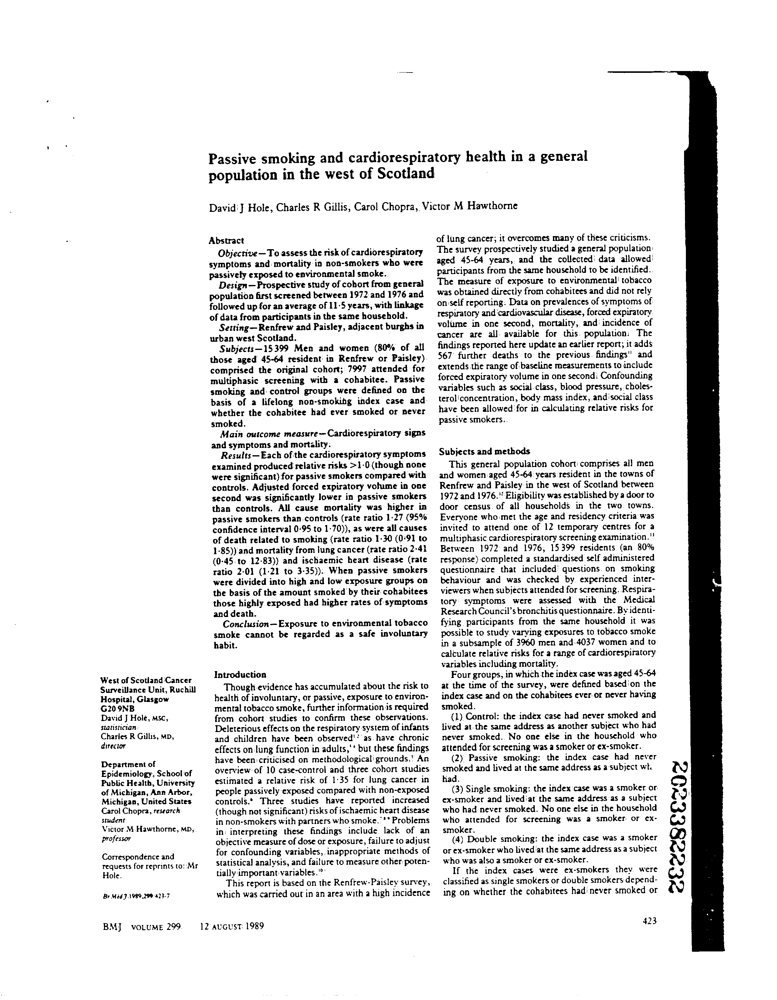 Passive smoking and cardiorespiratory health in a general
population in the west of Scotland
David J Hole, Charles R Gillis, Carol Chopra, Victor M Hawthorne
Abstract
Objective—To assess the risk of cardiorespiratory
symptoms and mortality in non-smokers who were
passively exposed to environmental smoke.
Design—Prospective study of cohort from general
population first screened between 1972 and 1976 and
followed up for an average of 11·5 years, with linkage
of data from participants in the same household.
Setting—Renfrew and Paisley, adjacent burghs in
urban west Scotland.
Subjects—15 399 Men and women (80% of all
those aged 45-64 resident in Renfrew or Paisley)
comprised the original cohort; 7997 attended for
multiphasic screening with a cohabitee. Passive
smoking and control groups were defined on the
basis of a lifelong non-smoking index case and
whether the cohabitee had ever smoked or never
smoked.
Main outcome measure—Cardiorespiratory signs
and symptoms and mortality.
Results—Each of the cardiorespiratory symptoms
examined produced relative risks >1·0 (though none
were significant) for passive smokers compared with
controls. Adjusted forced expiratory volume in one
second was significantly lower in passive smokers
than controls. All cause mortality was higher in
passive smokers than controls (rate ratio 1·27 (95%
confidence interval 0·95 to 1·70)), as were all causes
of death related to smoking (rate ratio 1·30 (0·91 to
1·85)) and mortality from lung cancer (rate ratio 2·41
(0·45 to 12·83)) and ischaemic heart disease (rate
ratio 2·01 (1·21 to 3·35)). When passive smokers
were divided into high and low exposure groups on
the basis of the amount smoked by their cohabitees
those highly exposed had higher rates of symptoms
and death.
Conclusion—Exposure to environmental tobacco
smoke cannot be regarded as a safe involuntary
habit.
Introduction
Though evidence has accumulated about the risk to
health of involuntary, or passive, exposure to environ-
mental tobacco smoke, further information is required
from cohort studies to confirm these observations.
Deleterious effects on the respiratory system of infants
and children have been observed as have chronic
effects on lung function in adults, but these findings
have been criticised on methodological grounds. An
overview of 10 case-control and three cohort studies
estimated a relative risk of 1·35 for lung cancer in
people passively exposed compared with non-exposed
controls. Three studies have reported increased
(though not significant) risks of ischaemic heart disease
in non-smokers with partners who smoke. Problems
in interpreting these findings include lack of an
objective measure of dose or exposure, failure to adjust
for confounding variables, inappropriate methods of
statistical analysis, and failure to measure other poten-
tially important variables.
This report is based on the Renfrew-Paisley survey,
which was carried out in an area with a high incidence
of lung cancer; it overcomes many of these criticisms.
The survey prospectively studied a general population
aged 45-64 years, and the collected data allowed
participants from the same household to be identified.
The measure of exposure to environmental tobacco
was obtained directly from cohabitees and did not rely
on self reporting. Data on prevalences of symptoms of
respiratory and cardiovascular disease, forced expiratory
volume in one second, mortality, and incidence of
cancer are all available for this population. The
findings reported here update an earlier report; it adds
567 further deaths to the previous findings and
extends the range of baseline measurements to include
forced expiratory volume in one second. Confounding
variables such as social class, blood pressure, choles-
terol concentration, body mass index, and social class
have been allowed for in calculating relative risks for
passive smokers.
Subjects and methods
This general population cohort comprises all men
and women aged 45-64 years resident in the towns of
Renfrew and Paisley in the west of Scotland between
1972 and 1976. Eligibility was established by a door to
door census of all households in the two towns.
Everyone who met the age and residency criteria was
invited to attend one of 12 temporary centres for a
multiphasic cardiorespiratory screening examination.
Between 1972 and 1976, 15 399 residents (an 80%
response) completed a standardised self administered
questionnaire that included questions on smoking
behaviour and was checked by experienced inter-
viewers when subjects attended for screening. Respira-
tory symptoms were assessed with the Medical
Research Council's bronchitis questionnaire. By identi-
fying participants from the same household it was
possible to study varying exposures to tobacco smoke
in a subsample of 3960 men and 4037 women and to
calculate relative risks for a range of cardiorespiratory
variables including mortality.
Four groups, in which the index case was aged 45-64
at the time of the survey, were defined based on the
index case and on the cohabitees ever or never having
smoked.
(1) Control: the index case had never smoked and
lived at the same address as another subject who had
never smoked. No one else in the household who
attended for screening was a smoker or ex-smoker.
(2) Passive smoking: the index case had never
smoked and lived at the same address as a subject wh.
had.
(3) Single smoking: the index case was a smoker or
ex-smoker and lived at the same address as a subject
who had never smoked. No one else in the household
who attended for screening was a smoker or ex-
smoker.
(4) Double smoking: the index case was a smoker
or ex-smoker who lived at the same address as a subject
who was also a smoker or ex-smoker.
If the index cases were ex-smokers they were
classified as single smokers or double smokers depend-
ing on whether the cohabitees had never smoked or
West of Scotland Cancer
Surveillance Unit, Ruchill
Hospital, Glasgow
G20 9NB
David J Hole, MSC,
statistician
Charles R Gillis, MD,
director
Department of
Epidemiology, School of
Public Health, University
of Michigan, Ann Arbor,
Michigan, United States
Carol Chopra, research
student
Victor M Hawthorne, MD,
professor
Correspondence and
requests for reprints to: Mr
Hole.
Br Med J 1989;299:423-7
BMJ VOLUME 299 12 AUGUST 1989
423
2023382232